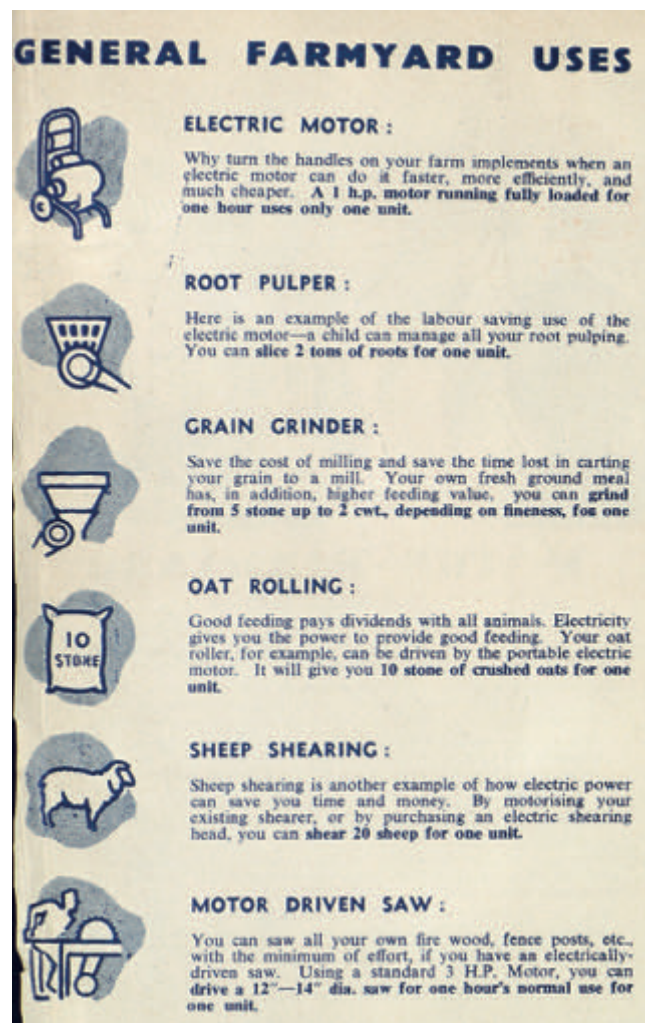 GENERAL FARMYARD USES
ELECTRIC MOTOR :
Why turn the handles on your farm implements when an
electric motor can do it faster, more efficiently, and
much cheaper. A 1 h.p. motor running fully loaded for
one hour uses only one unit.
ROOT PULPER :
Here is an example of the labour saving use of the
electric motor—a child can manage all your root pulping.
You can slice 2 tons of roots for one unit.
GRAIN GRINDER :
Save the cost of milling and save the time lost in carting
your grain to a mill. Your own fresh ground meal
has, in addition, higher feeding value, you can grind
from 5 stone up to 2 cwt., depending on fineness, for one
unit.
OAT ROLLING :
10
STONE
Good feeding pays dividends with all animals. Electricity
gives you the power to provide good feeding. Your oat
roller, for example, can be driven by the portable electric
motor. It will give you 10 stone of crushed oats for one
unit.
SHEEP SHEARING :
Sheep shearing is another example of how electric power
can save you time and money. By motorising your
existing shearer, or by purchasing an electric shearing
head, you can shear 20 sheep for one unit.
MOTOR DRIVEN SAW :
You can saw all your own fire wood, fence posts, etc.,
with the minimum of effort, if you have an electrically-
driven saw. Using a standard 3 H.P. Motor, you can
drive a 12"—14" dia. saw for one hour's normal use for
one unit.